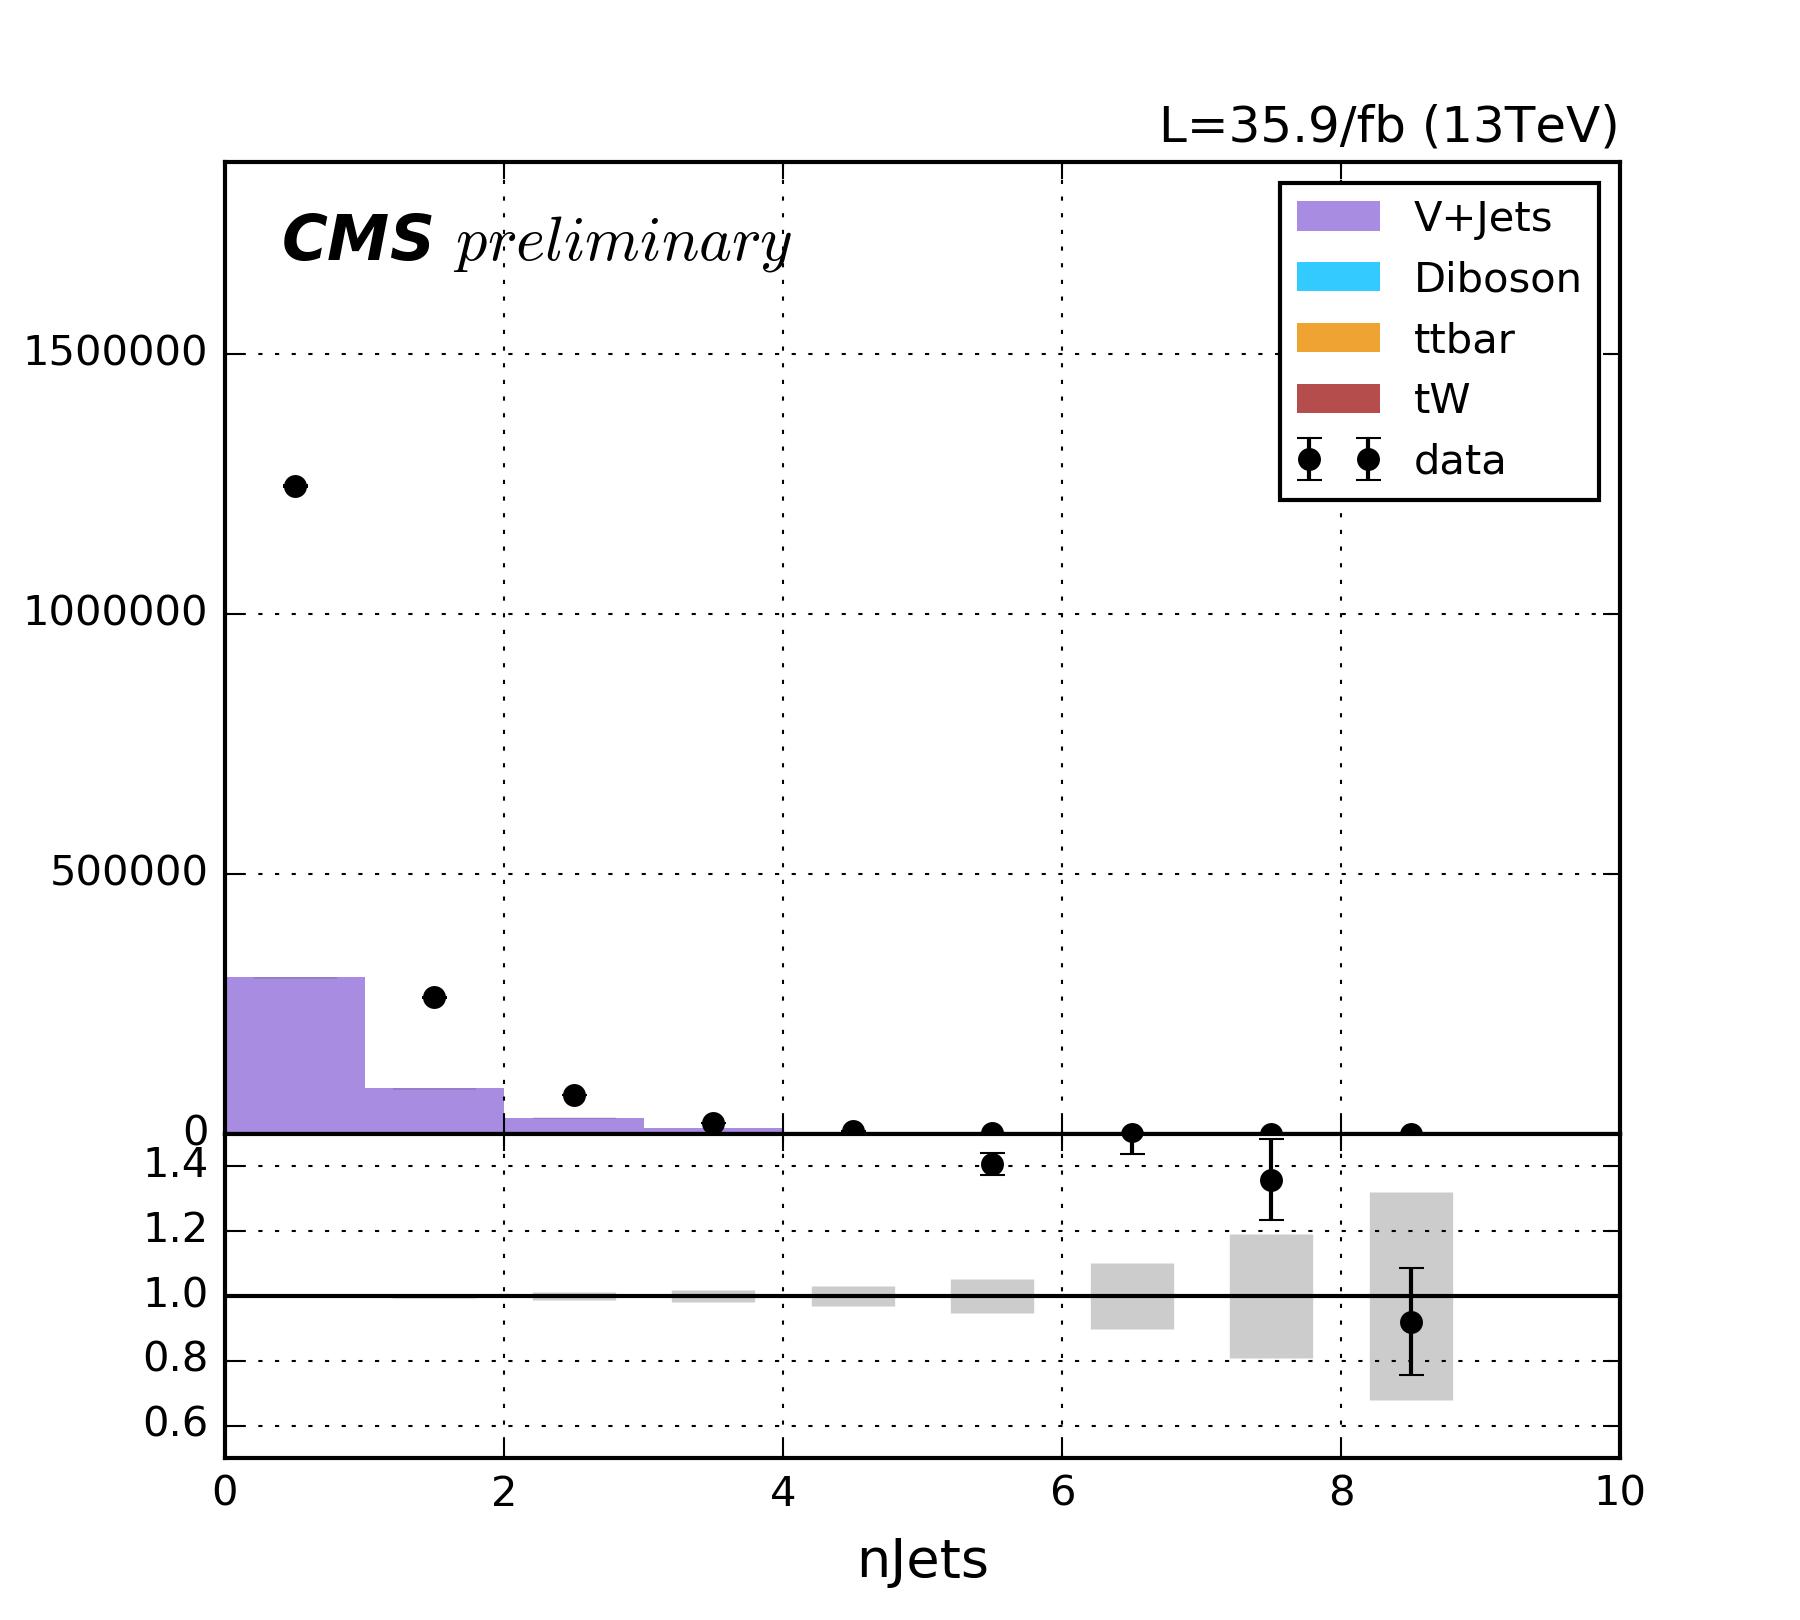 L=35.9/fb (13TeV)
CMS preliminary
V+Jets
Diboson
ttbar
tW
data
1500000
1000000
500000
0
1.4
1.2
1.0
0.8
0.6
0 2 4 6 8 10
nJets